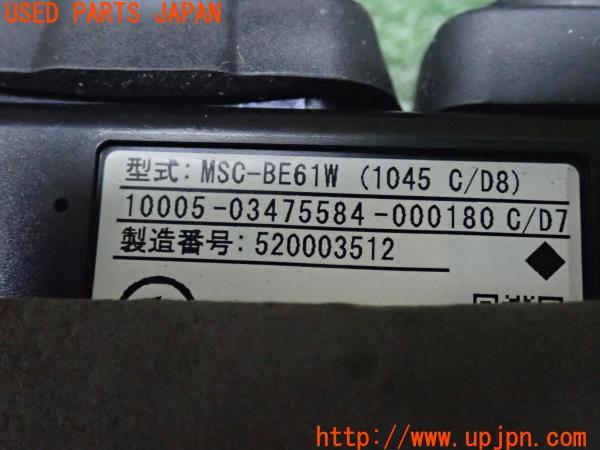 USED PARTS JAPAN
型式: MSC-BE61W (1045 C/D8)
10005-03475584-000180 C/D7
製造番号: 520003512
UPJ
http://www.upjpn.com/